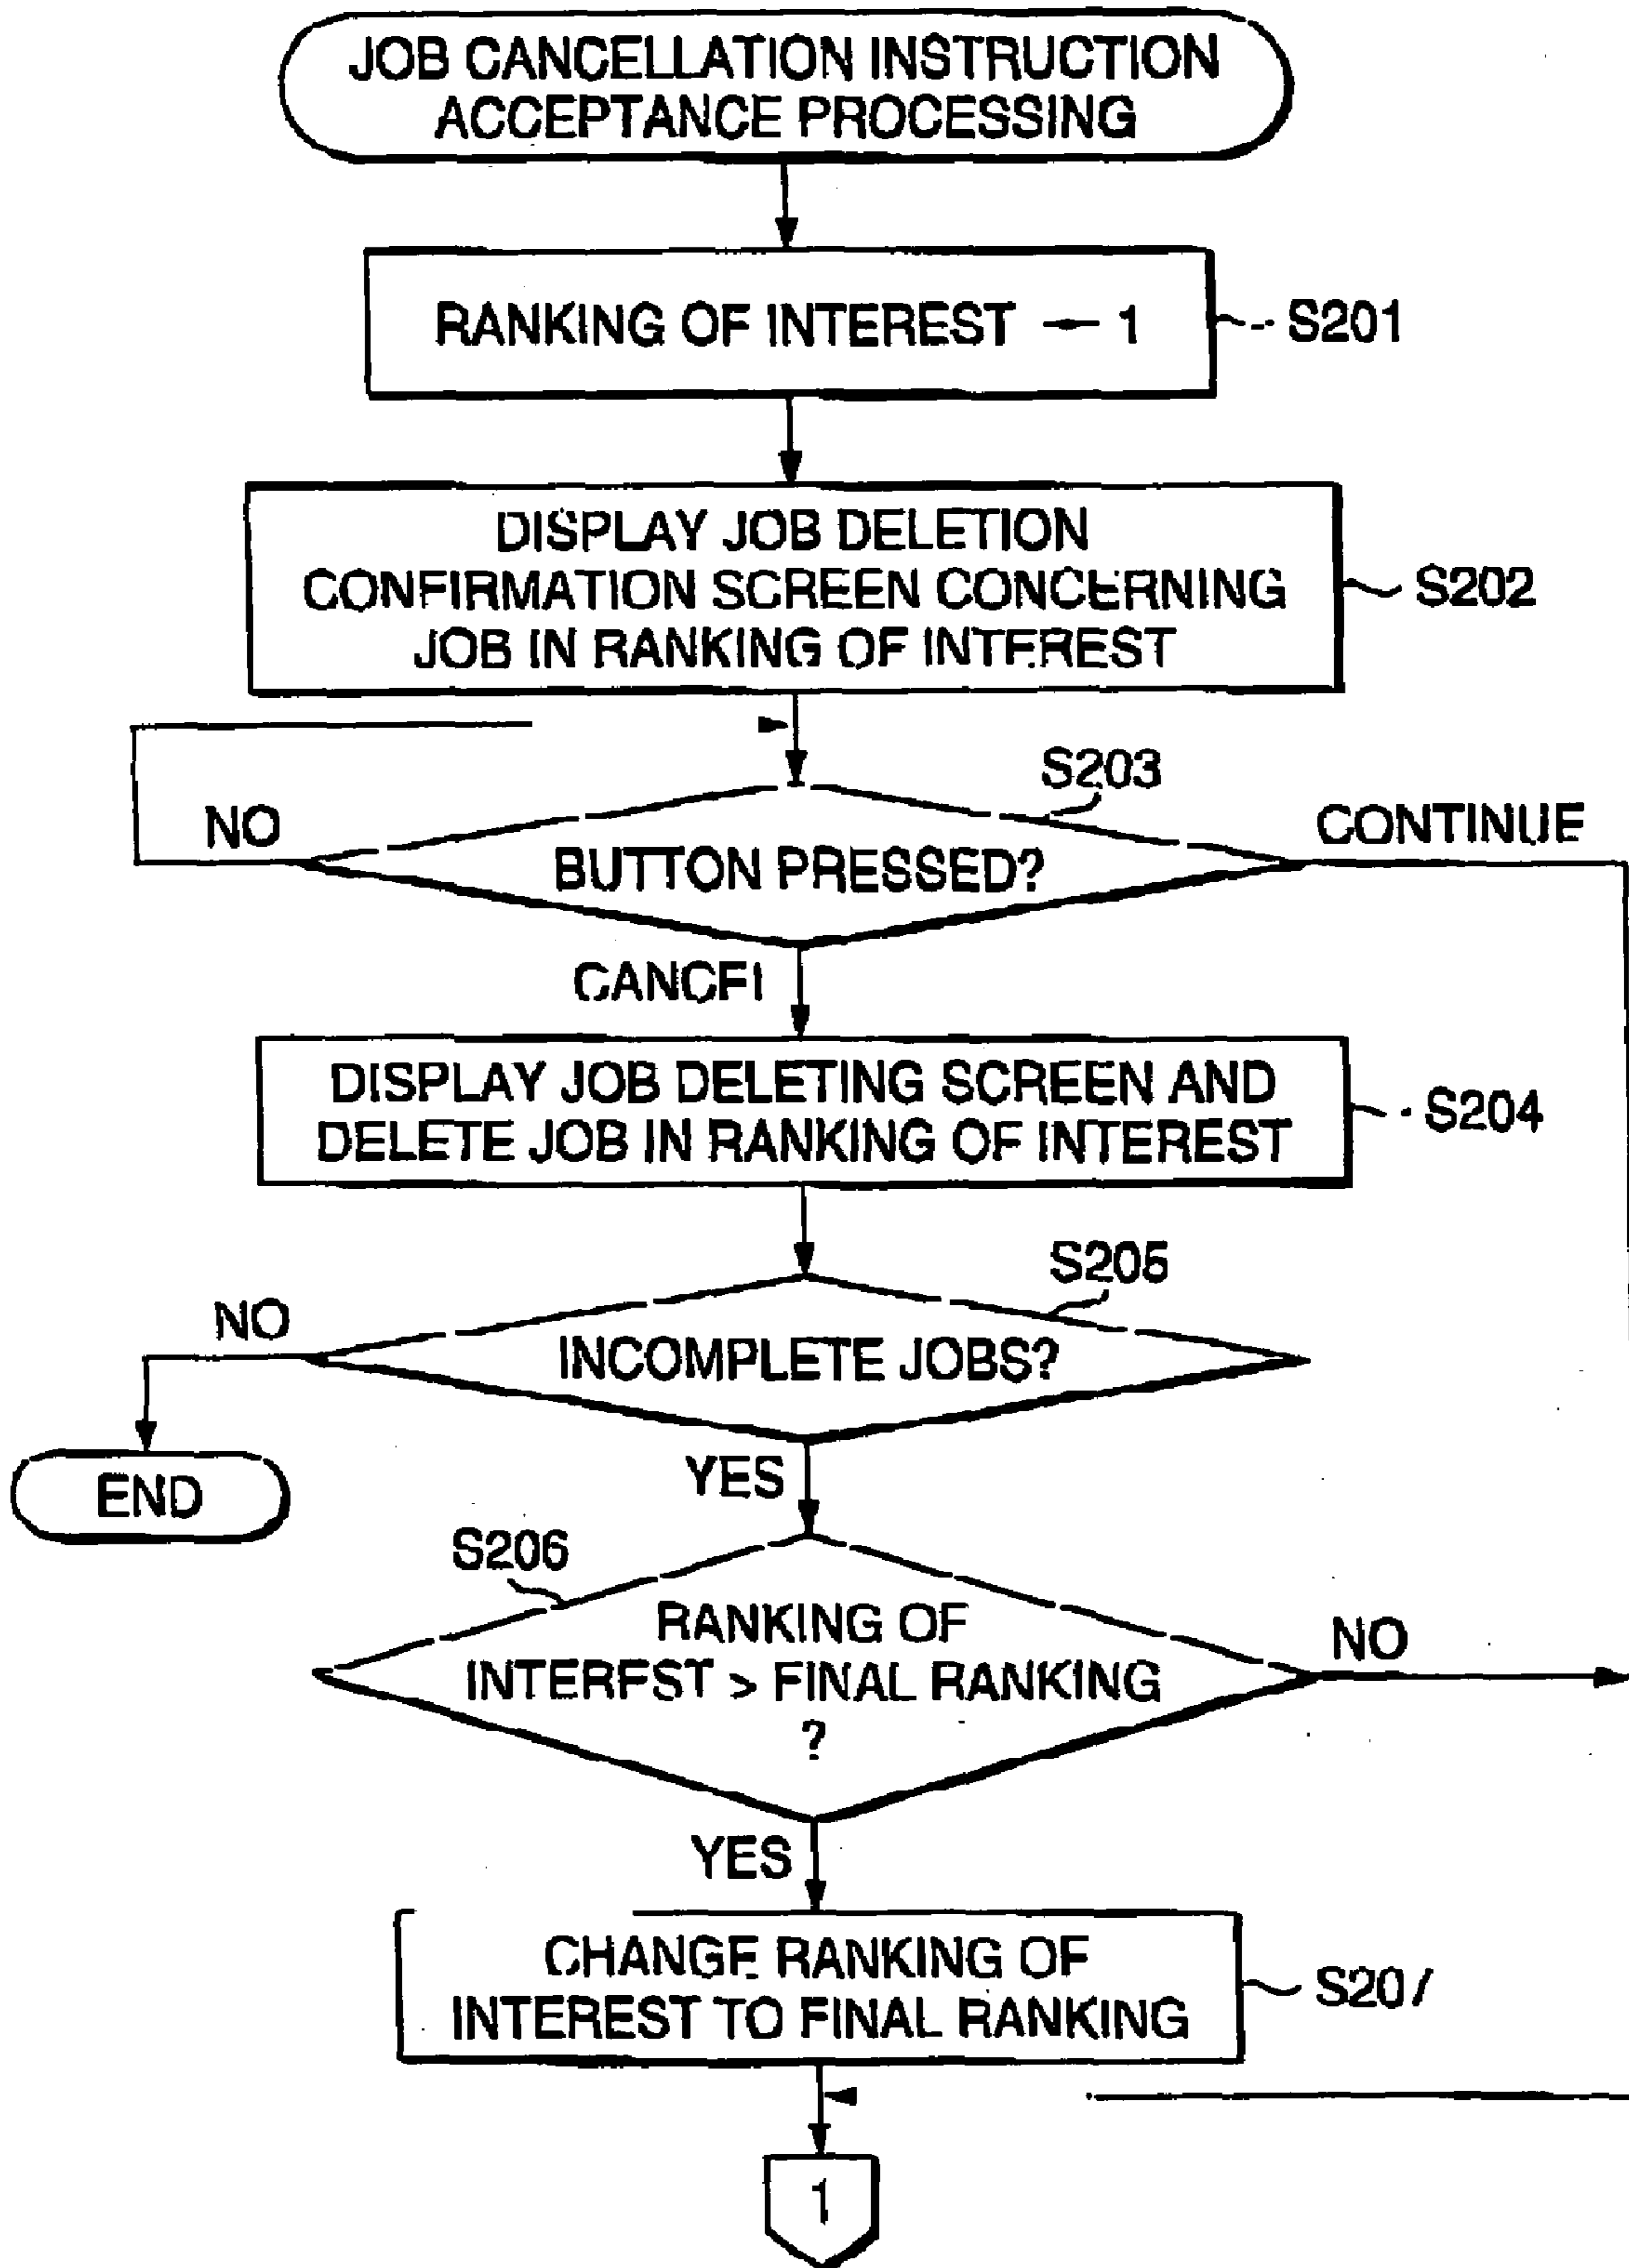 JOB CANCELLATION INSTRUCTION
ACCEPTANCE PROCESSING
RANKING OF INTEREST ← 1
S201
DISPLAY JOB DELETION
CONFIRMATION SCREEN CONCERNING
JOB IN RANKING OF INTEREST
S202
S203
NO
CONTINUE
BUTTON PRESSED?
CANCEL
DISPLAY JOB DELETING SCREEN AND
DELETE JOB IN RANKING OF INTEREST
S204
S205
NO
INCOMPLETE JOBS?
END
YES
S206
RANKING OF
INTEREST > FINAL RANKING
?
NO
YES
CHANGE RANKING OF
INTEREST TO FINAL RANKING
S207
1